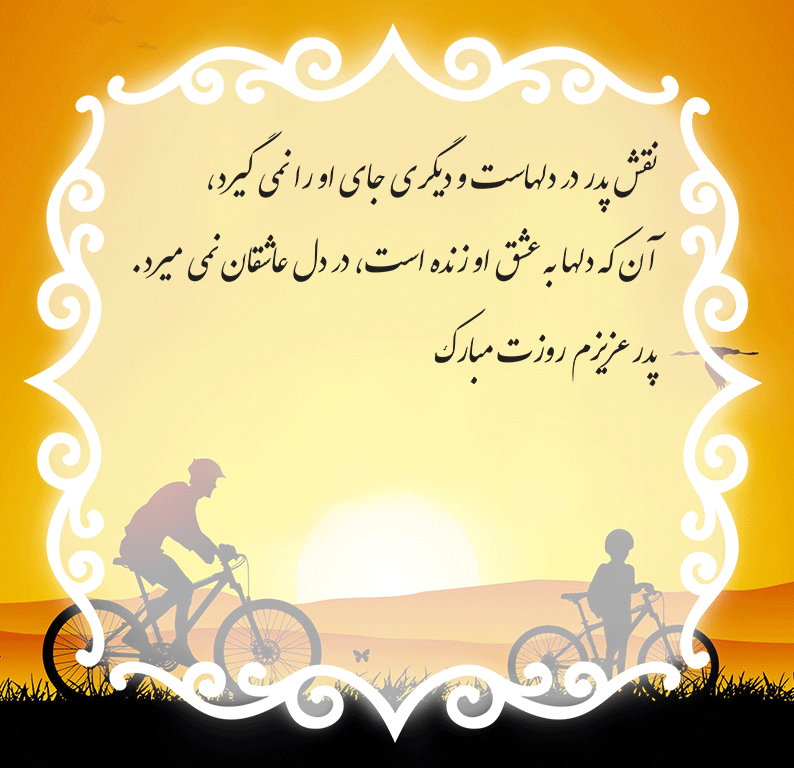 نقش پدر در دلهاست و دیگری جای او را نمی گیرد،
آن که دلها به عشق او زنده است، در دل عاشقان نمی میرد.
پدر عزیزم روزت مبارک